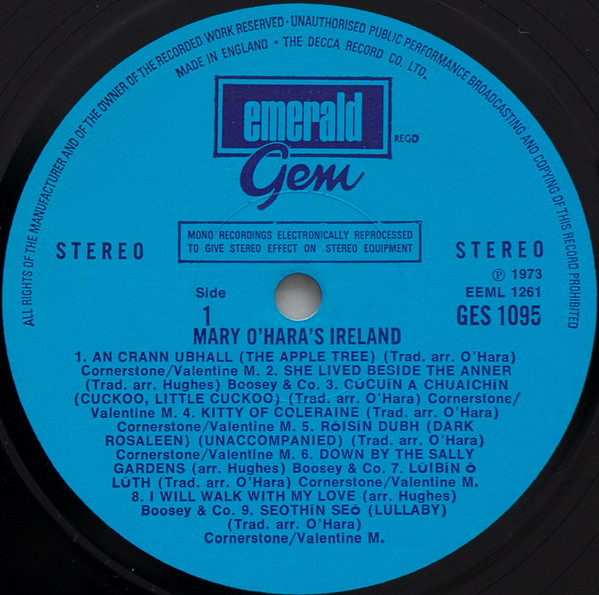 ALL RIGHTS OF THE MANUFACTURER AND OF THE OWNER OF THE RECORDED WORK RESERVED · UNAUTHORISED PUBLIC PERFORMANCE BROADCASTING AND COPYING OF THIS RECORD PROHIBITED
MADE IN ENGLAND · THE DECCA RECORD CO. LTD.
emerald
REGD
Gem
MONO RECORDINGS ELECTRONICALLY REPROCESSED
TO GIVE STEREO EFFECT ON STEREO EQUIPMENT
STEREO
STEREO
Ⓟ 1973
EEML 1261
GES 1095
Side
1
MARY O'HARA'S IRELAND
1. AN CRANN UBHALL (THE APPLE TREE) (Trad. arr. O'Hara)
Cornerstone/Valentine M. 2. SHE LIVED BESIDE THE ANNER
(Trad. arr. Hughes) Boosey & Co. 3. CÚCUÍN A CHUAICHÍN
(CUCKOO, LITTLE CUCKOO) (Trad. arr. O'Hara) Cornerstone/
Valentine M. 4. KITTY OF COLERAINE (Trad. arr. O'Hara)
Cornerstone/Valentine M. 5. RÓISÍN DUBH (DARK
ROSALEEN) (UNACCOMPANIED) (Trad. arr. O'Hara)
Cornerstone/Valentine M. 6. DOWN BY THE SALLY
GARDENS (arr. Hughes) Boosey & Co. 7. LÚIBÍN Ó
LÚTH (Trad. arr. O'Hara) Cornerstone/Valentine M.
8. I WILL WALK WITH MY LOVE (arr. Hughes)
Boosey & Co. 9. SEOTHÍN SEÓ (LULLABY)
(Trad. arr. O'Hara)
Cornerstone/Valentine M.